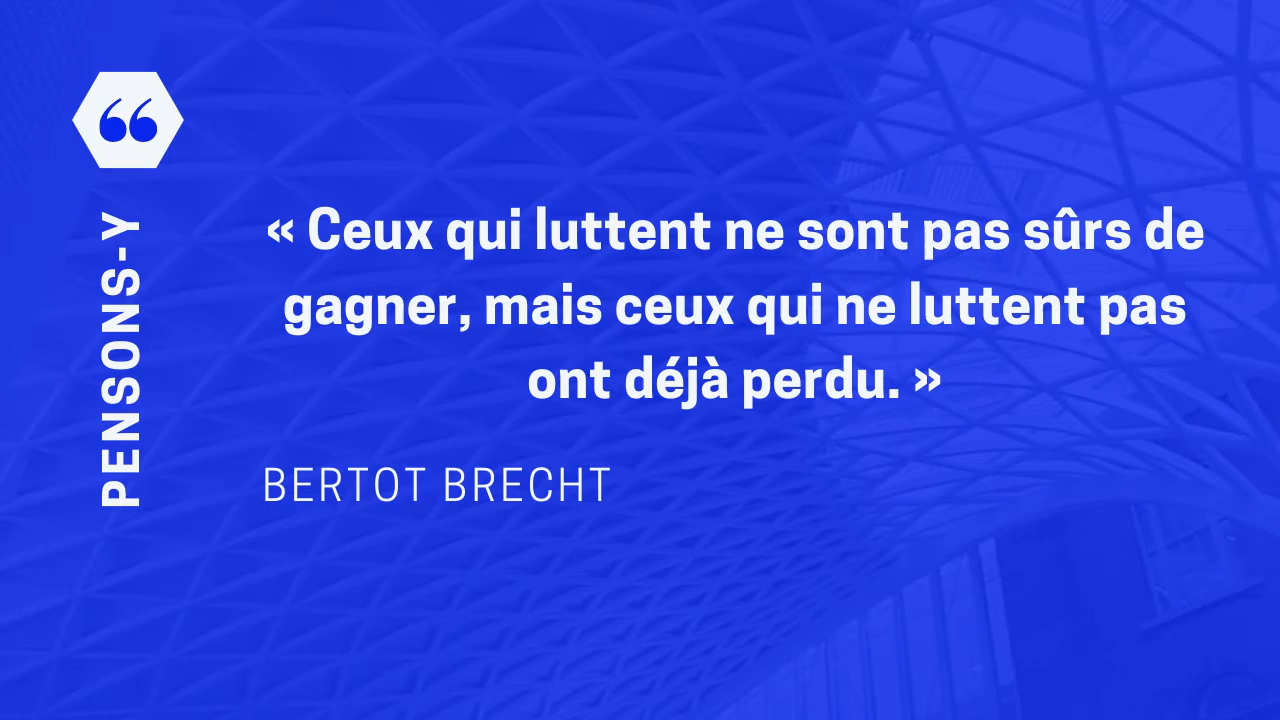 ❝
PENSONS-Y
« Ceux qui luttent ne sont pas sûrs de
gagner, mais ceux qui ne luttent pas
ont déjà perdu. »
BERTOT BRECHT